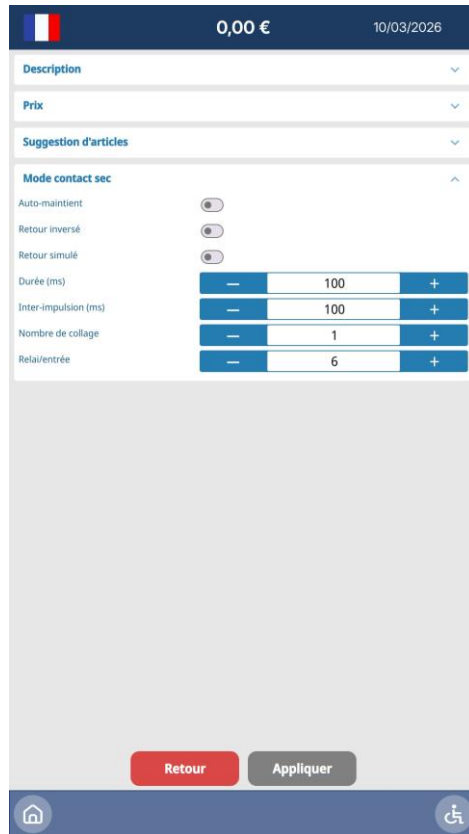 0,00 €
10/03/2026
Description
Prix
Suggestion d'articles
Mode contact sec
Auto-maintient
Retour inversé
Retour simulé
Durée (ms) — 100 +
Inter-impulsion (ms) — 100 +
Nombre de collage — 1 +
Relai/entrée — 6 +
Retour
Appliquer